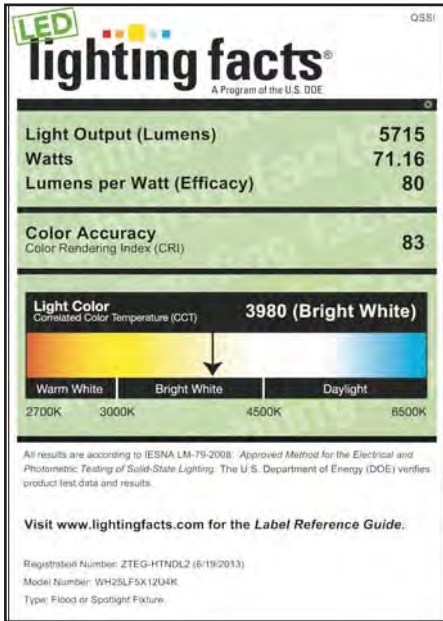 LED
QSSI
lighting facts®
A Program of the U.S. DOE
Light Output (Lumens) 5715
Watts 71.16
Lumens per Watt (Efficacy) 80
Color Accuracy
Color Rendering Index (CRI) 83
Light Color
Correlated Color Temperature (CCT) 3980 (Bright White)
Warm White Bright White Daylight
2700K 3000K 4500K 6500K
All results are according to IESNA LM-79-2008: Approved Method for the Electrical and
Photometric Testing of Solid-State Lighting. The U.S. Department of Energy (DOE) verifies
product test data and results.
Visit www.lightingfacts.com for the Label Reference Guide.
Registration Number: ZTEG-HTNDL2 (6/19/2013)
Model Number: WH25LF5X12U4K
Type: Flood or Spotlight Fixture